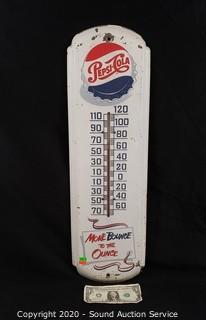 PEPSI-COLA
120
110 100
90 80
70 60
50 40
30 20
10 0
10 20
30 40
50 60
70
MORE BOUNCE
TO THE
OUNCE
Copyright 2020 - Sound Auction Service